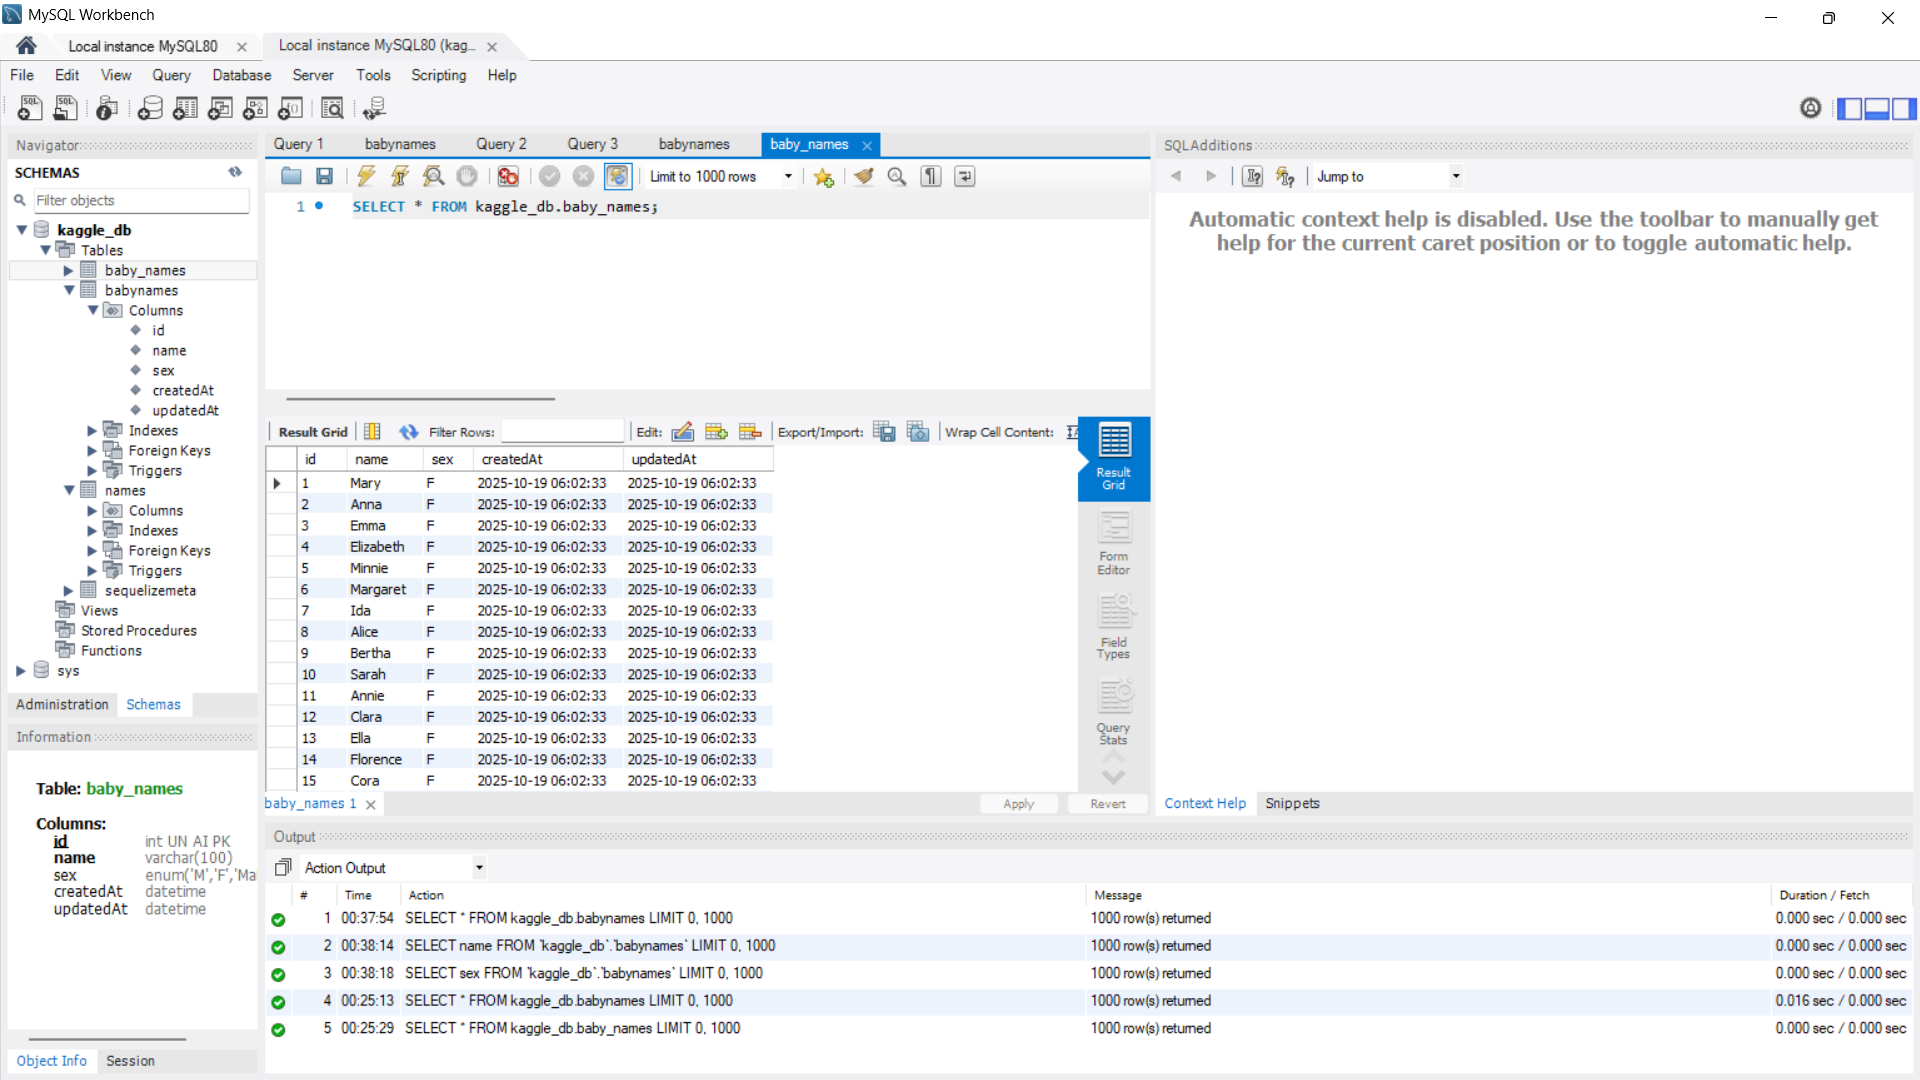 MySQL Workbench
Local instance MySQL80
Local instance MySQL80 (kag...
File Edit View Query Database Server Tools Scripting Help
Navigator
SCHEMAS
Filter objects
kaggle_db
Tables
baby_names
babynames
Columns
id
name
sex
createdAt
updatedAt
Indexes
Foreign Keys
Triggers
names
Columns
Indexes
Foreign Keys
Triggers
sequelizemeta
Views
Stored Procedures
Functions
sys
Administration Schemas
Information
Table: baby_names
Columns:
id int UN AI PK
name varchar(100)
sex enum('M','F','Ma
createdAt datetime
updatedAt datetime
Object Info Session
Query 1 babynames Query 2 Query 3 babynames baby_names
Limit to 1000 rows
1 SELECT * FROM kaggle_db.baby_names;
Result Grid Filter Rows: Edit: Export/Import: Wrap Cell Content:
id name sex createdAt updatedAt
1 Mary F 2025-10-19 06:02:33 2025-10-19 06:02:33
2 Anna F 2025-10-19 06:02:33 2025-10-19 06:02:33
3 Emma F 2025-10-19 06:02:33 2025-10-19 06:02:33
4 Elizabeth F 2025-10-19 06:02:33 2025-10-19 06:02:33
5 Minnie F 2025-10-19 06:02:33 2025-10-19 06:02:33
6 Margaret F 2025-10-19 06:02:33 2025-10-19 06:02:33
7 Ida F 2025-10-19 06:02:33 2025-10-19 06:02:33
8 Alice F 2025-10-19 06:02:33 2025-10-19 06:02:33
9 Bertha F 2025-10-19 06:02:33 2025-10-19 06:02:33
10 Sarah F 2025-10-19 06:02:33 2025-10-19 06:02:33
11 Annie F 2025-10-19 06:02:33 2025-10-19 06:02:33
12 Clara F 2025-10-19 06:02:33 2025-10-19 06:02:33
13 Ella F 2025-10-19 06:02:33 2025-10-19 06:02:33
14 Florence F 2025-10-19 06:02:33 2025-10-19 06:02:33
15 Cora F 2025-10-19 06:02:33 2025-10-19 06:02:33
Result
Grid
Form
Editor
Field
Types
Query
Stats
baby_names 1
Apply Revert
SQLAdditions
Jump to
Automatic context help is disabled. Use the toolbar to manually get
help for the current caret position or to toggle automatic help.
Context Help Snippets
Output
Action Output
# Time Action Message Duration / Fetch
1 00:37:54 SELECT * FROM kaggle_db.babynames LIMIT 0, 1000 1000 row(s) returned 0.000 sec / 0.000 sec
2 00:38:14 SELECT name FROM `kaggle_db`.`babynames` LIMIT 0, 1000 1000 row(s) returned 0.000 sec / 0.000 sec
3 00:38:18 SELECT sex FROM `kaggle_db`.`babynames` LIMIT 0, 1000 1000 row(s) returned 0.000 sec / 0.000 sec
4 00:25:13 SELECT * FROM kaggle_db.babynames LIMIT 0, 1000 1000 row(s) returned 0.016 sec / 0.000 sec
5 00:25:29 SELECT * FROM kaggle_db.baby_names LIMIT 0, 1000 1000 row(s) returned 0.000 sec / 0.000 sec